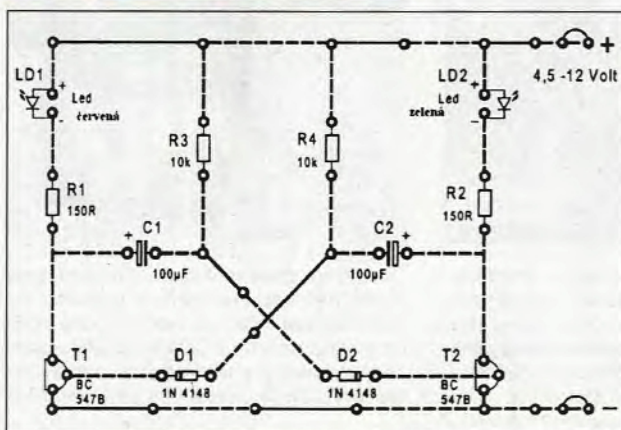 +
LD1
+
Led
červená
-
LD2
+
Led
zelená
-
4,5 -12 Volt
R3
10k
R4
10k
R1
150R
R2
150R
+
C1
100µF
C2
+
100µF
T1
BC
547B
D1
1N 4148
D2
1N 4148
T2
BC
547B
-